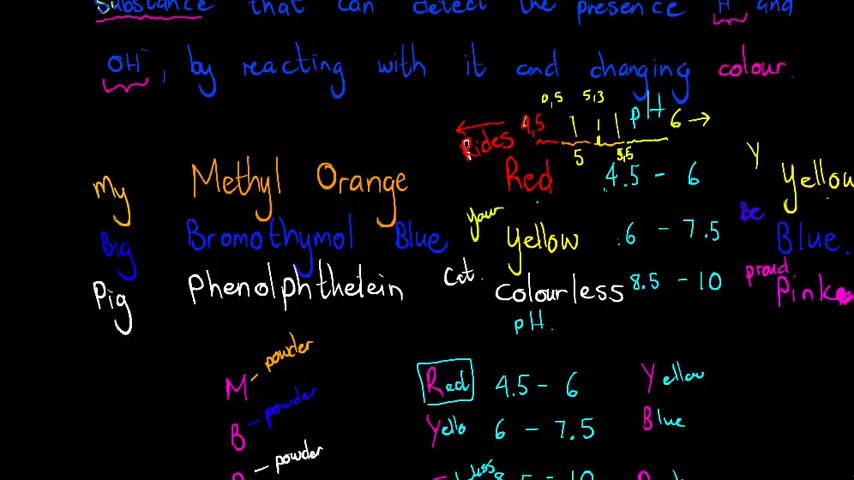 Substance that can detect the presence H and
OH⁻, by reacting with it and changing colour.
0,5 5,3 pH
Rides 4,5 5 5,5 6
My Methyl Orange Red 4.5 - 6 Y Yellow
Big Bromothymol Blue your yellow 6 - 7.5 Be Blue.
Pig Phenolphthelein Cat. colourless 8.5 - 10 proud Pink
pH.
M - powder Red 4.5 - 6 Yellow
B - powder Yello 6 - 7.5 Blue
- powder